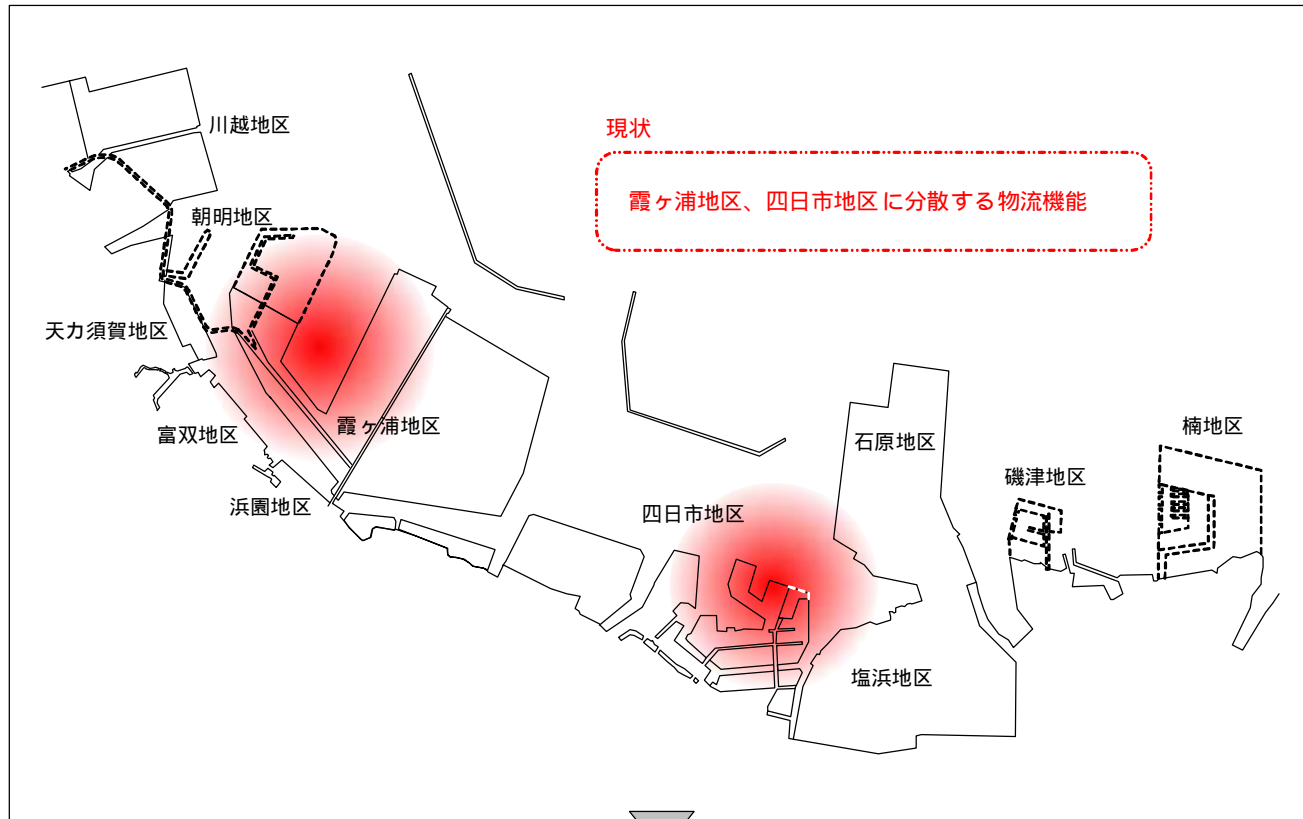 現状
川越地区
霞ヶ浦地区、四日市地区に分散する物流機能
朝明地区
天力須賀地区
霞ヶ浦地区
富双地区
石原地区
楠地区
磯津地区
浜園地区
四日市地区
塩浜地区